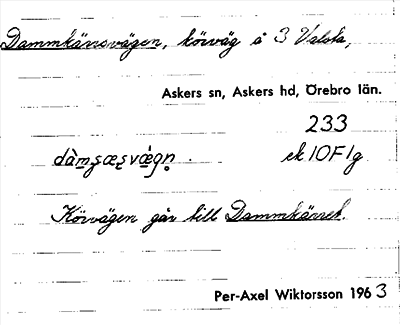 Dammkärrsvägen, körväg å 3 Valsta,
Askers sn, Askers hd, Örebro län.
233
ek 10F1g
Körvägen går till Dammkärret.
Per-Axel Wiktorsson 1963